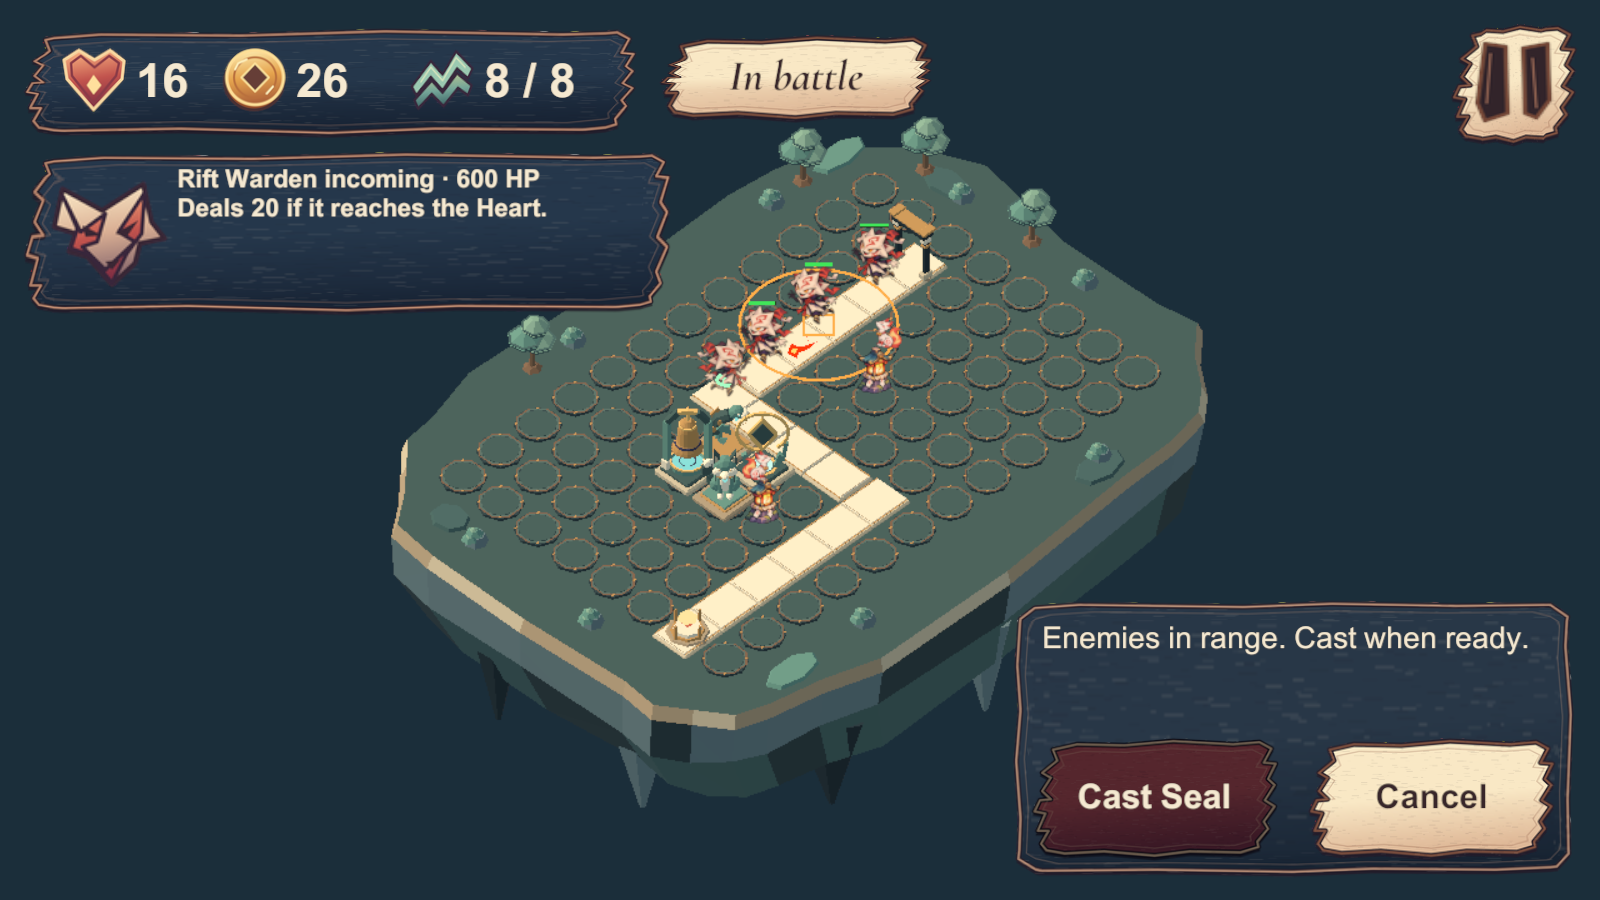 16
26
8 / 8
In battle
Rift Warden incoming · 600 HP
Deals 20 if it reaches the Heart.
Enemies in range. Cast when ready.
Cast Seal
Cancel